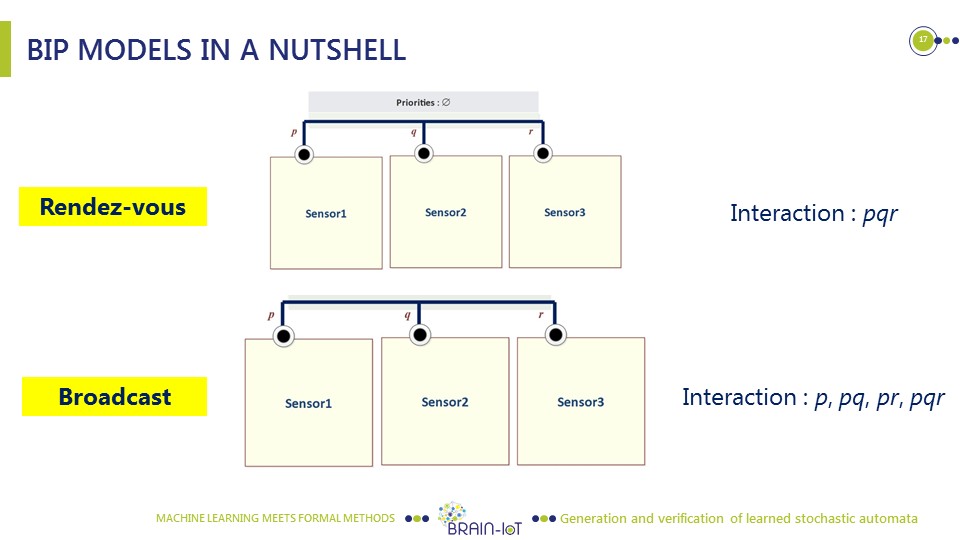 BIP MODELS IN A NUTSHELL
17
Priorities : ∅
p q r
Sensor1 Sensor2 Sensor3
Rendez-vous
Interaction : pqr
p q r
Sensor1 Sensor2 Sensor3
Broadcast
Interaction : p, pq, pr, pqr
MACHINE LEARNING MEETS FORMAL METHODS
BRAIN-IoT
Generation and verification of learned stochastic automata